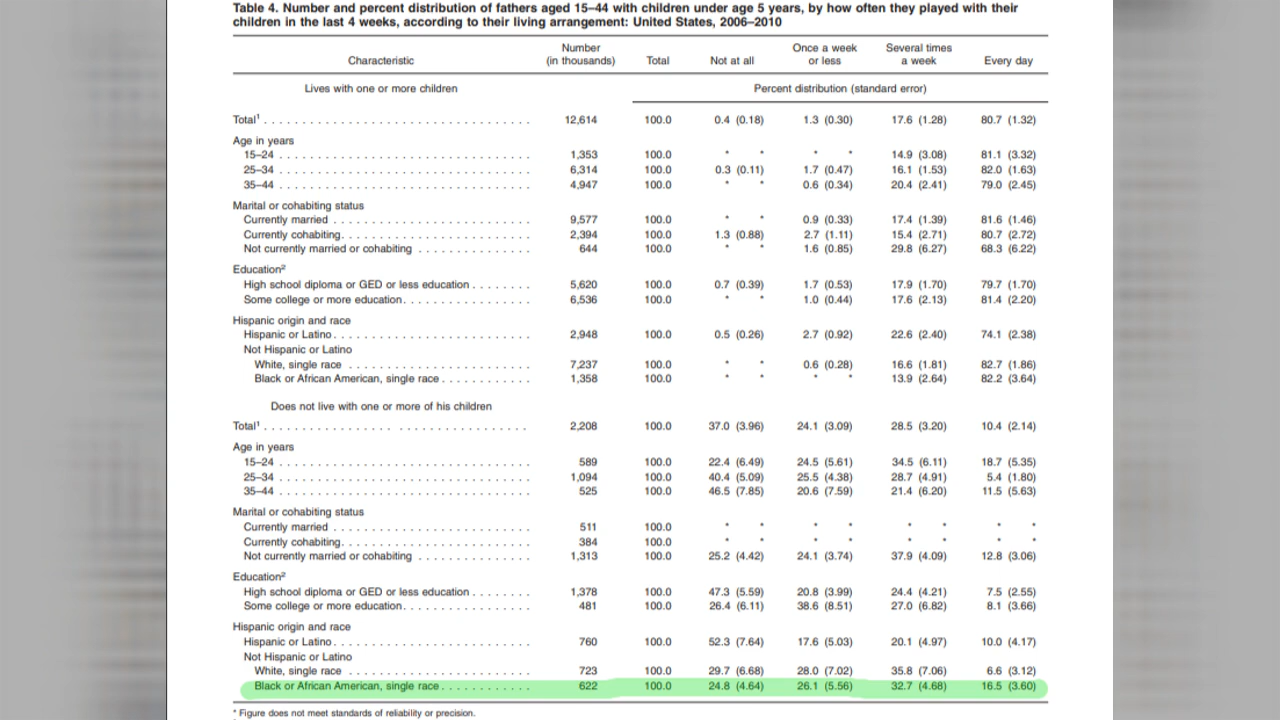 Table 4. Number and percent distribution of fathers aged 15–44 with children under age 5 years, by how often they played with their
children in the last 4 weeks, according to their living arrangement: United States, 2006–2010
Number Once a week Several times
Characteristic (in thousands) Total Not at all or less a week Every day
Lives with one or more children Percent distribution (standard error)
Total¹ . . . . . . . . . . . . . . . . . . . . . . . . . . . . . . . . . . 12,614 100.0 0.4 (0.18) 1.3 (0.30) 17.6 (1.28) 80.7 (1.32)
Age in years
15–24 . . . . . . . . . . . . . . . . . . . . . . . . . . . . . . . . 1,353 100.0 * * * * 14.9 (3.08) 81.1 (3.32)
25–34 . . . . . . . . . . . . . . . . . . . . . . . . . . . . . . . . 6,314 100.0 0.3 (0.11) 1.7 (0.47) 16.1 (1.53) 82.0 (1.63)
35–44 . . . . . . . . . . . . . . . . . . . . . . . . . . . . . . . . 4,947 100.0 * * 0.6 (0.34) 20.4 (2.41) 79.0 (2.45)
Marital or cohabiting status
Currently married . . . . . . . . . . . . . . . . . . . . . . . . . 9,577 100.0 * * 0.9 (0.33) 17.4 (1.39) 81.6 (1.46)
Currently cohabiting. . . . . . . . . . . . . . . . . . . . . . . . 2,394 100.0 1.3 (0.88) 2.7 (1.11) 15.4 (2.71) 80.7 (2.72)
Not currently married or cohabiting . . . . . . . . . . . . . . 644 100.0 * * 1.6 (0.85) 29.8 (6.27) 68.3 (6.22)
Education²
High school diploma or GED or less education . . . . . . . . 5,620 100.0 0.7 (0.39) 1.7 (0.53) 17.9 (1.70) 79.7 (1.70)
Some college or more education. . . . . . . . . . . . . . . . 6,536 100.0 * * 1.0 (0.44) 17.6 (2.13) 81.4 (2.20)
Hispanic origin and race
Hispanic or Latino. . . . . . . . . . . . . . . . . . . . . . . . . 2,948 100.0 0.5 (0.26) 2.7 (0.92) 22.6 (2.40) 74.1 (2.38)
Not Hispanic or Latino
White, single race . . . . . . . . . . . . . . . . . . . . . . . 7,237 100.0 * * 0.6 (0.28) 16.6 (1.81) 82.7 (1.86)
Black or African American, single race . . . . . . . . . . . . 1,358 100.0 * * * * 13.9 (2.64) 82.2 (3.64)
Does not live with one or more of his children
Total¹ . . . . . . . . . . . . . . . . . . . . . . . . . . . . . . . . . . 2,208 100.0 37.0 (3.96) 24.1 (3.09) 28.5 (3.20) 10.4 (2.14)
Age in years
15–24 . . . . . . . . . . . . . . . . . . . . . . . . . . . . . . . . 589 100.0 22.4 (6.49) 24.5 (5.61) 34.5 (6.11) 18.7 (5.35)
25–34 . . . . . . . . . . . . . . . . . . . . . . . . . . . . . . . . 1,094 100.0 40.4 (5.09) 25.5 (4.38) 28.7 (4.91) 5.4 (1.80)
35–44 . . . . . . . . . . . . . . . . . . . . . . . . . . . . . . . . 525 100.0 46.5 (7.85) 20.6 (7.59) 21.4 (6.20) 11.5 (5.63)
Marital or cohabiting status
Currently married . . . . . . . . . . . . . . . . . . . . . . . . . 511 100.0 * * * * * * * *
Currently cohabiting. . . . . . . . . . . . . . . . . . . . . . . . 384 100.0 * * * * * * * *
Not currently married or cohabiting . . . . . . . . . . . . . . 1,313 100.0 25.2 (4.42) 24.1 (3.74) 37.9 (4.09) 12.8 (3.06)
Education²
High school diploma or GED or less education . . . . . . . . 1,378 100.0 47.3 (5.59) 20.8 (3.99) 24.4 (4.21) 7.5 (2.55)
Some college or more education. . . . . . . . . . . . . . . . 481 100.0 26.4 (6.11) 38.6 (8.51) 27.0 (6.82) 8.1 (3.66)
Hispanic origin and race
Hispanic or Latino. . . . . . . . . . . . . . . . . . . . . . . . . 760 100.0 52.3 (7.64) 17.6 (5.03) 20.1 (4.97) 10.0 (4.17)
Not Hispanic or Latino
White, single race . . . . . . . . . . . . . . . . . . . . . . . 723 100.0 29.7 (6.68) 28.0 (7.02) 35.8 (7.06) 6.6 (3.12)
Black or African American, single race . . . . . . . . . . . . 622 100.0 24.8 (4.64) 26.1 (5.56) 32.7 (4.68) 16.5 (3.60)
* Figure does not meet standards of reliability or precision.